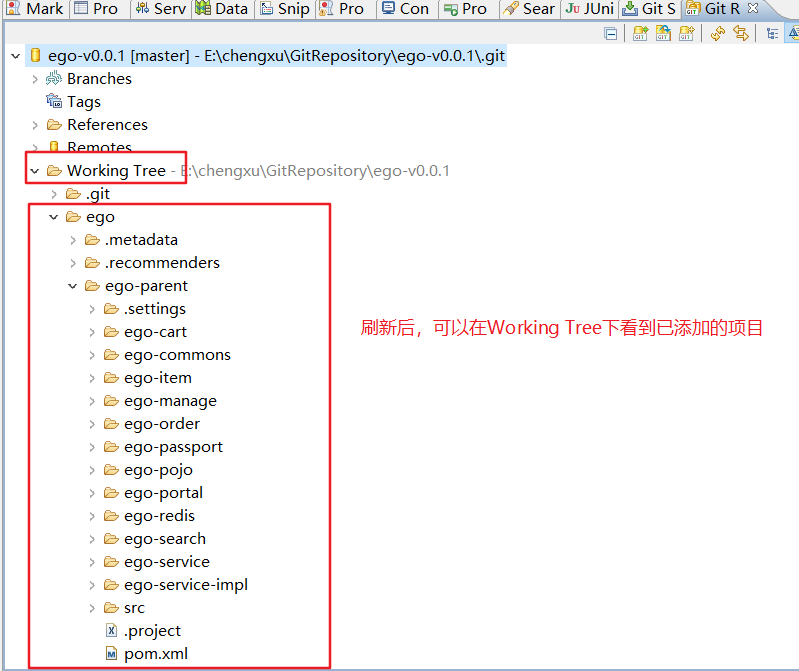 Mark Pro Serv Data Snip Pro Con Pro Sear JUni Git S Git R
ego-v0.0.1 [master] - E:\chengxu\GitRepository\ego-v0.0.1\.git
Branches
Tags
References
Remotes
Working Tree - E:\chengxu\GitRepository\ego-v0.0.1
.git
ego
.metadata
.recommenders
ego-parent
.settings
ego-cart
刷新后，可以在Working Tree下看到已添加的项目
ego-commons
ego-item
ego-manage
ego-order
ego-passport
ego-pojo
ego-portal
ego-redis
ego-search
ego-service
ego-service-impl
src
.project
pom.xml